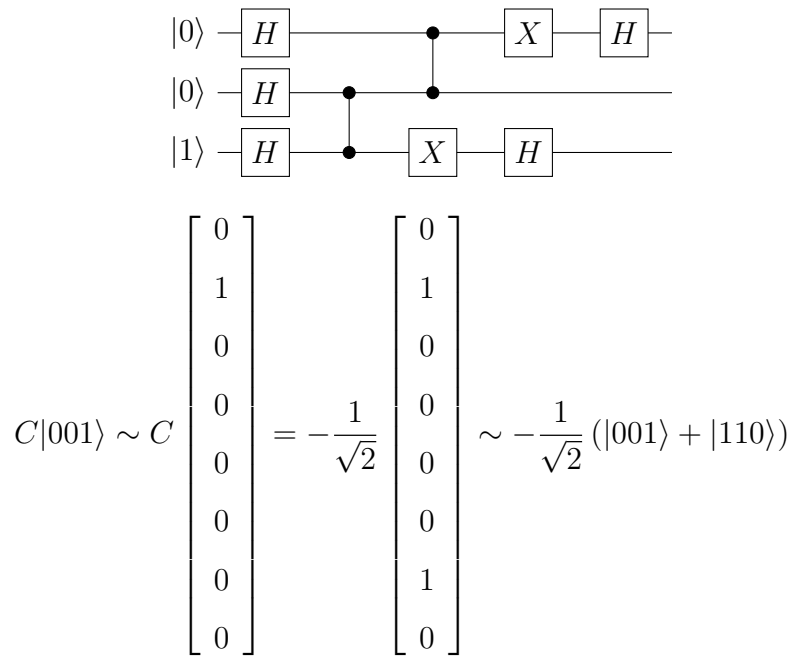 |0⟩ H X H
|0⟩ H
|1⟩ H X H
C|001⟩ ∼ C [ 0 1 0 0 0 0 0 0 ] = − 1/√2 [ 0 1 0 0 0 0 1 0 ] ∼ − 1/√2 (|001⟩ + |110⟩)